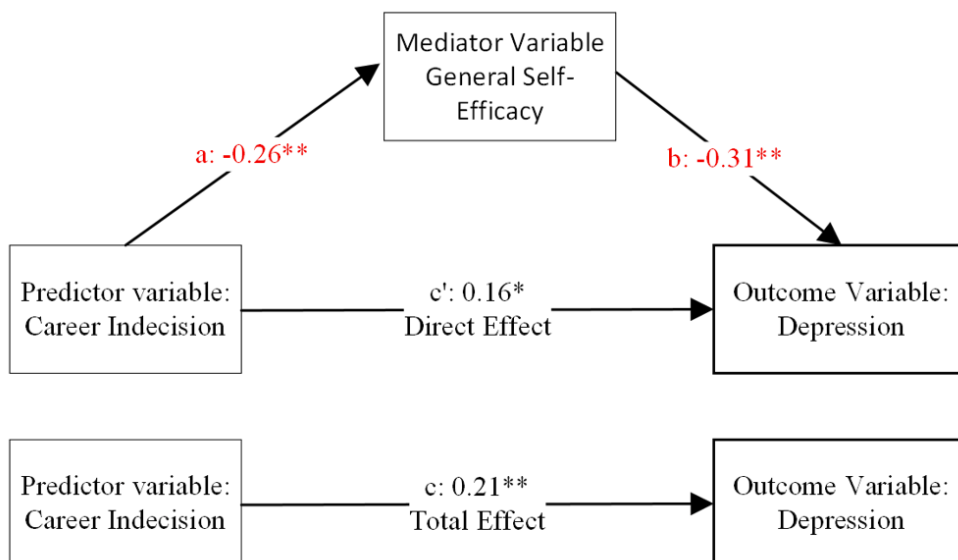 Mediator Variable
General Self-
Efficacy
a: -0.26**
b: -0.31**
Predictor variable:
Career Indecision
c': 0.16*
Direct Effect
Outcome Variable:
Depression
Predictor variable:
Career Indecision
c: 0.21**
Total Effect
Outcome Variable:
Depression